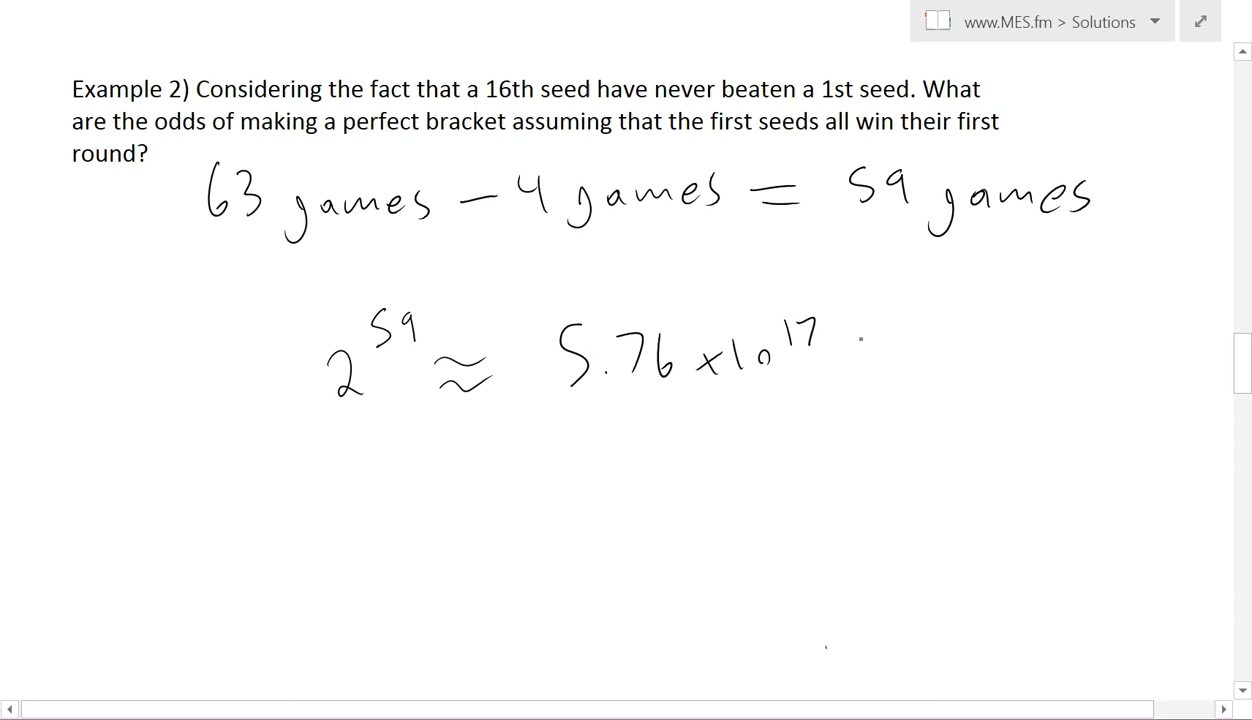 www.MES.fm > Solutions
Example 2) Considering the fact that a 16th seed have never beaten a 1st seed. What
are the odds of making a perfect bracket assuming that the first seeds all win their first
round?
63 games - 4 games = 59 games
2^59 ≈ 5.76 x 10^17